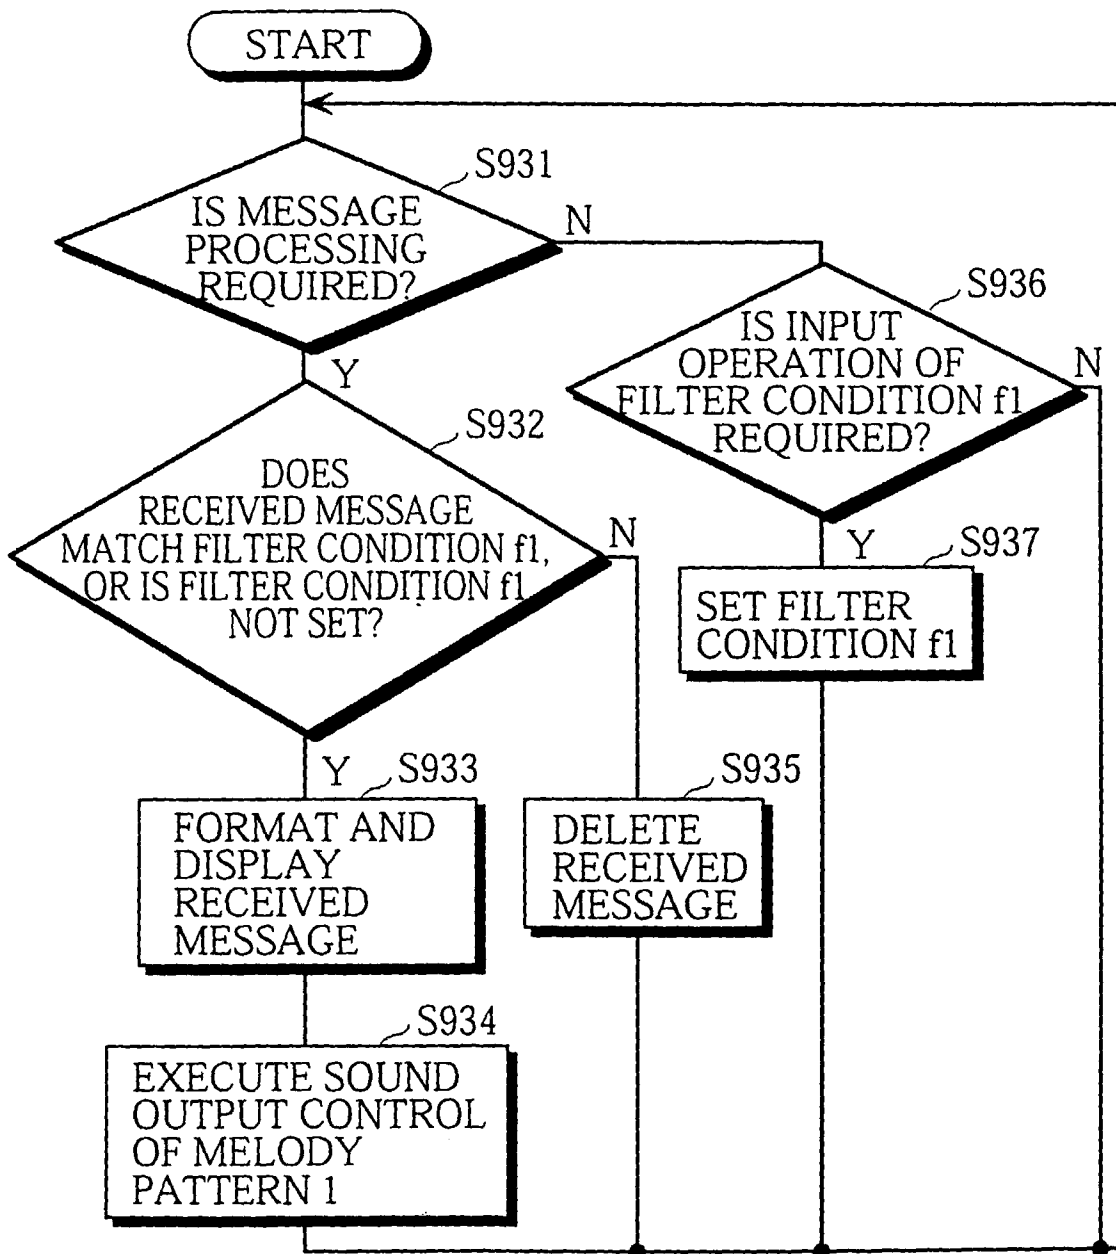 START
S931
IS MESSAGE
PROCESSING
REQUIRED?
N
Y
S936
IS INPUT
OPERATION OF
FILTER CONDITION f1
REQUIRED?
N
Y
S932
DOES
RECEIVED MESSAGE
MATCH FILTER CONDITION f1,
OR IS FILTER CONDITION f1
NOT SET?
N
Y
S937
SET FILTER
CONDITION f1
S933
FORMAT AND
DISPLAY
RECEIVED
MESSAGE
S935
DELETE
RECEIVED
MESSAGE
S934
EXECUTE SOUND
OUTPUT CONTROL
OF MELODY
PATTERN 1